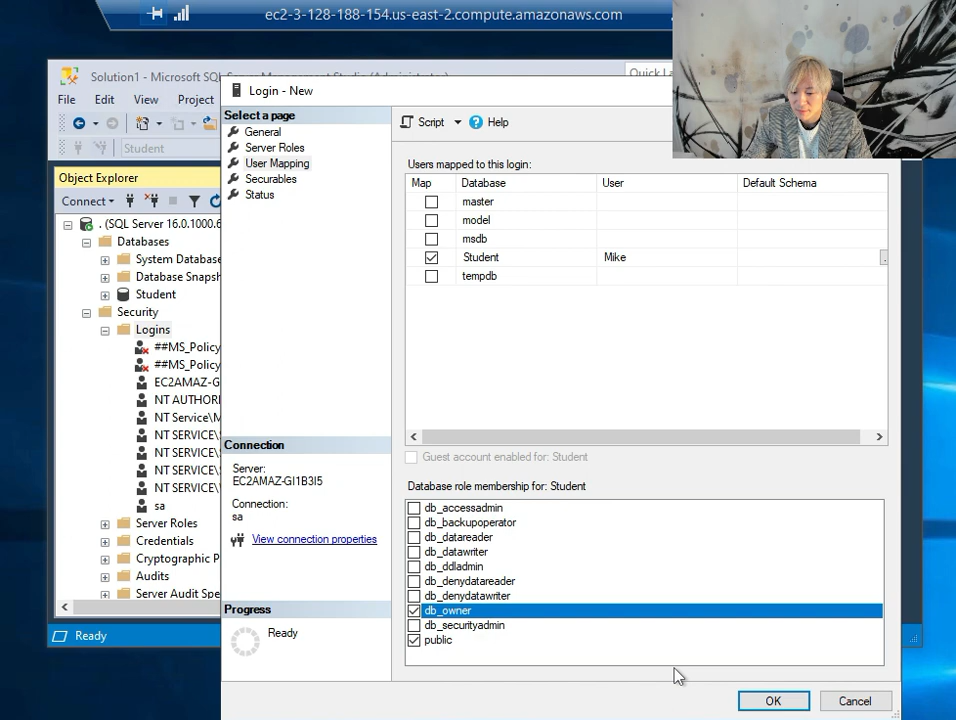 ec2-3-128-188-154.us-east-2.compute.amazonaws.com
Solution1 - Microsoft SQL Server Management Studio (Administrator)
Quick La
File Edit View Project
Student
Object Explorer
Connect
. (SQL Server 16.0.1000.6
Databases
System Database
Database Snapsh
Student
Security
Logins
##MS_Policy
##MS_Policy
EC2AMAZ-G
NT AUTHORI
NT Service\M
NT SERVICE\
NT SERVICE\
NT SERVICE\
NT SERVICE\
sa
Server Roles
Credentials
Cryptographic P
Audits
Server Audit Spe
Ready
Login - New
Select a page
General
Server Roles
User Mapping
Securables
Status
Connection
Server:
EC2AMAZ-GI1B3I5
Connection:
sa
View connection properties
Progress
Ready
Script Help
Users mapped to this login:
Map Database User Default Schema
master
model
msdb
Student Mike
tempdb
Guest account enabled for: Student
Database role membership for: Student
db_accessadmin
db_backupoperator
db_datareader
db_datawriter
db_ddladmin
db_denydatareader
db_denydatawriter
db_owner
db_securityadmin
public
OK Cancel